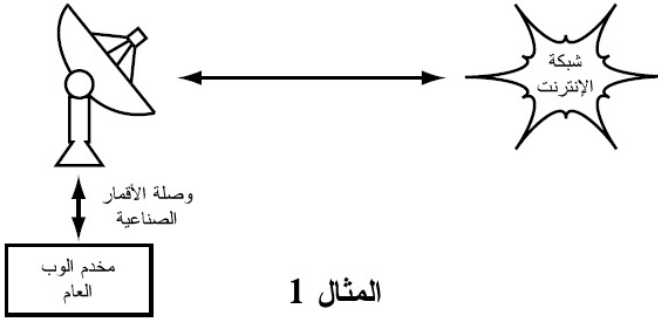 شبكة
الإنترنت
وصلة الأقمار
الصناعية
مخدم الوب
العام
المثال 1